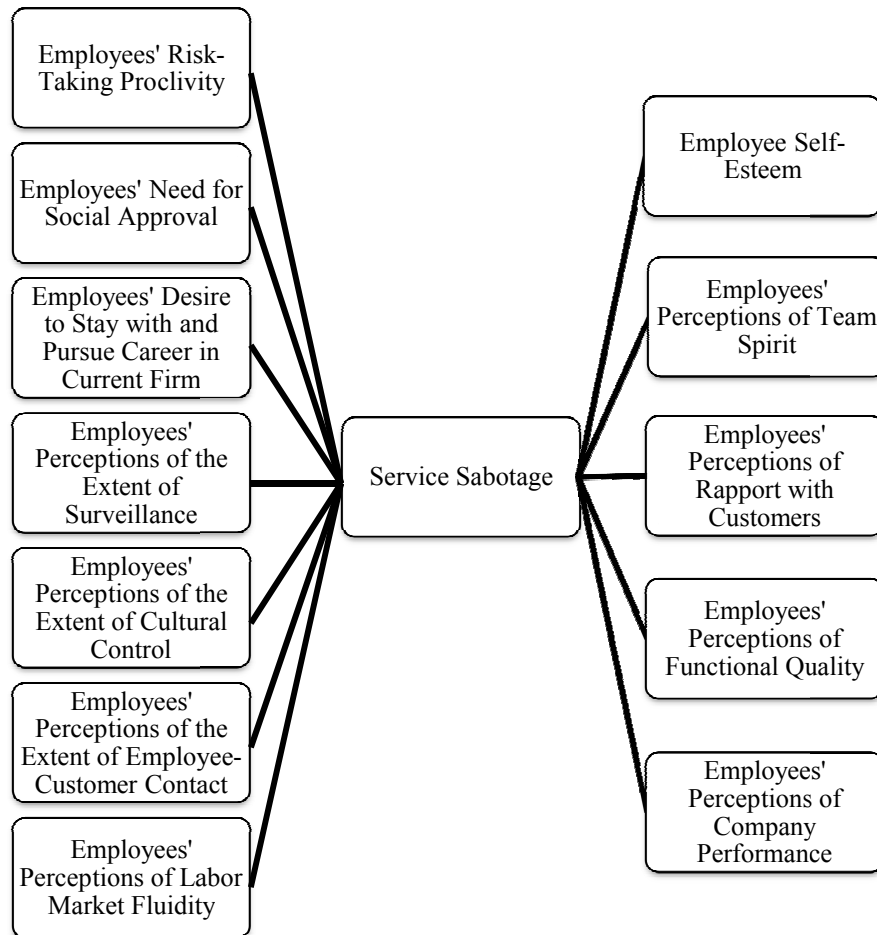 Employees' Risk-
Taking Proclivity
Employees' Need for
Social Approval
Employees' Desire
to Stay with and
Pursue Career in
Current Firm
Employees'
Perceptions of the
Extent of
Surveillance
Employees'
Perceptions of the
Extent of Cultural
Control
Employees'
Perceptions of the
Extent of Employee-
Customer Contact
Employees'
Perceptions of Labor
Market Fluidity
Service Sabotage
Employee Self-
Esteem
Employees'
Perceptions of Team
Spirit
Employees'
Perceptions of
Rapport with
Customers
Employees'
Perceptions of
Functional Quality
Employees'
Perceptions of
Company
Performance